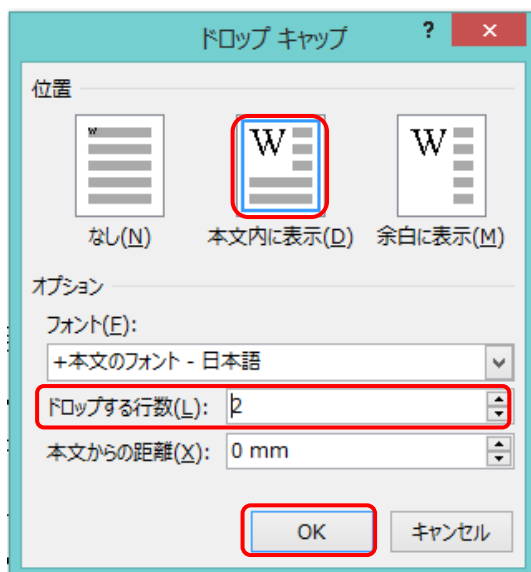 ドロップ キャップ ? ×
位置
W W W
なし(N) 本文内に表示(D) 余白に表示(M)
オプション
フォント(F):
+本文のフォント - 日本語
ドロップする行数(L): 2
本文からの距離(X): 0 mm
OK キャンセル